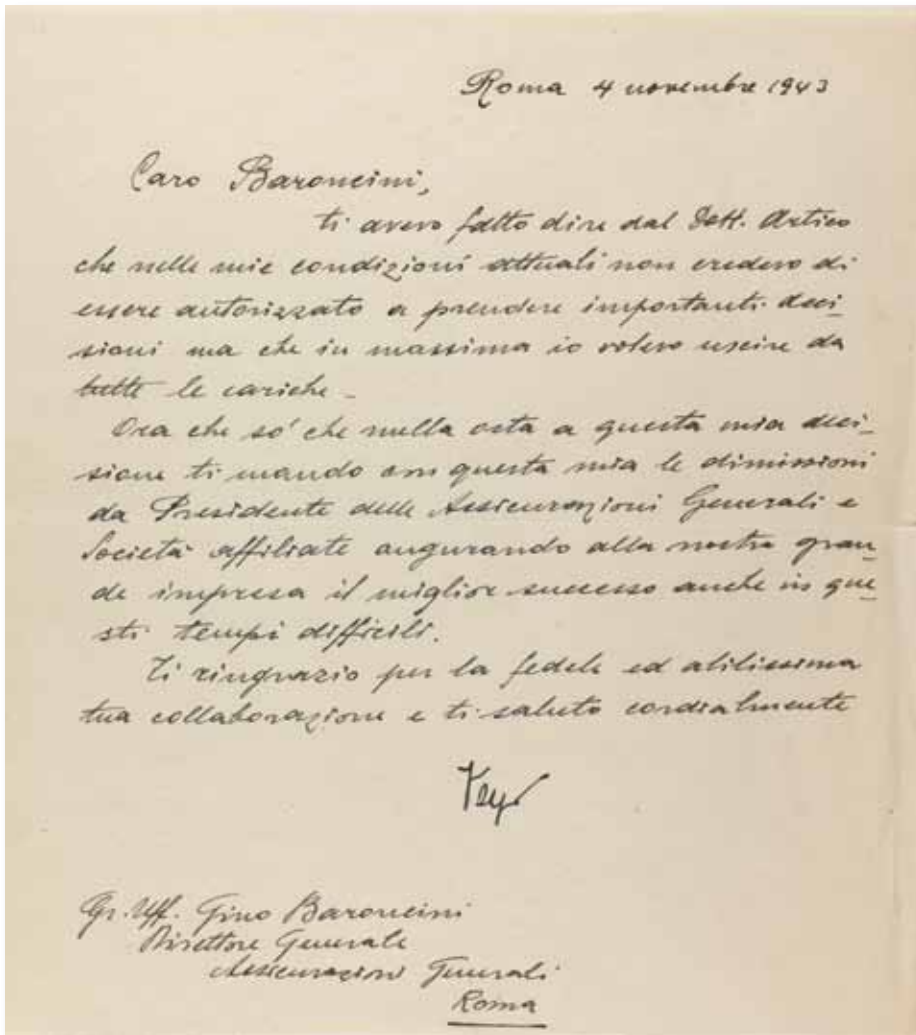 Roma 4 novembre 1943
Caro Baroncini,
ti avevo fatto dire dal Dott. Artico
che nelle mie condizioni attuali non credevo di
essere autorizzato a prendere importanti deci-
sioni ma che in massima io volevo uscire da
tutte le cariche.
Ora che so' che nulla osta a questa mia deci-
sione ti mando con questa mia le dimissioni
da Presidente delle Assicurazioni Generali e
Società affiliate augurando alla nostra gran-
de impresa il miglior successo anche in que-
sti tempi difficili.
Ti ringrazio per la fedele ed abilissima
tua collaborazione e ti saluto cordialmente
Gr. Uff. Gino Baroncini
Direttore Generale
Assicurazioni Generali
Roma